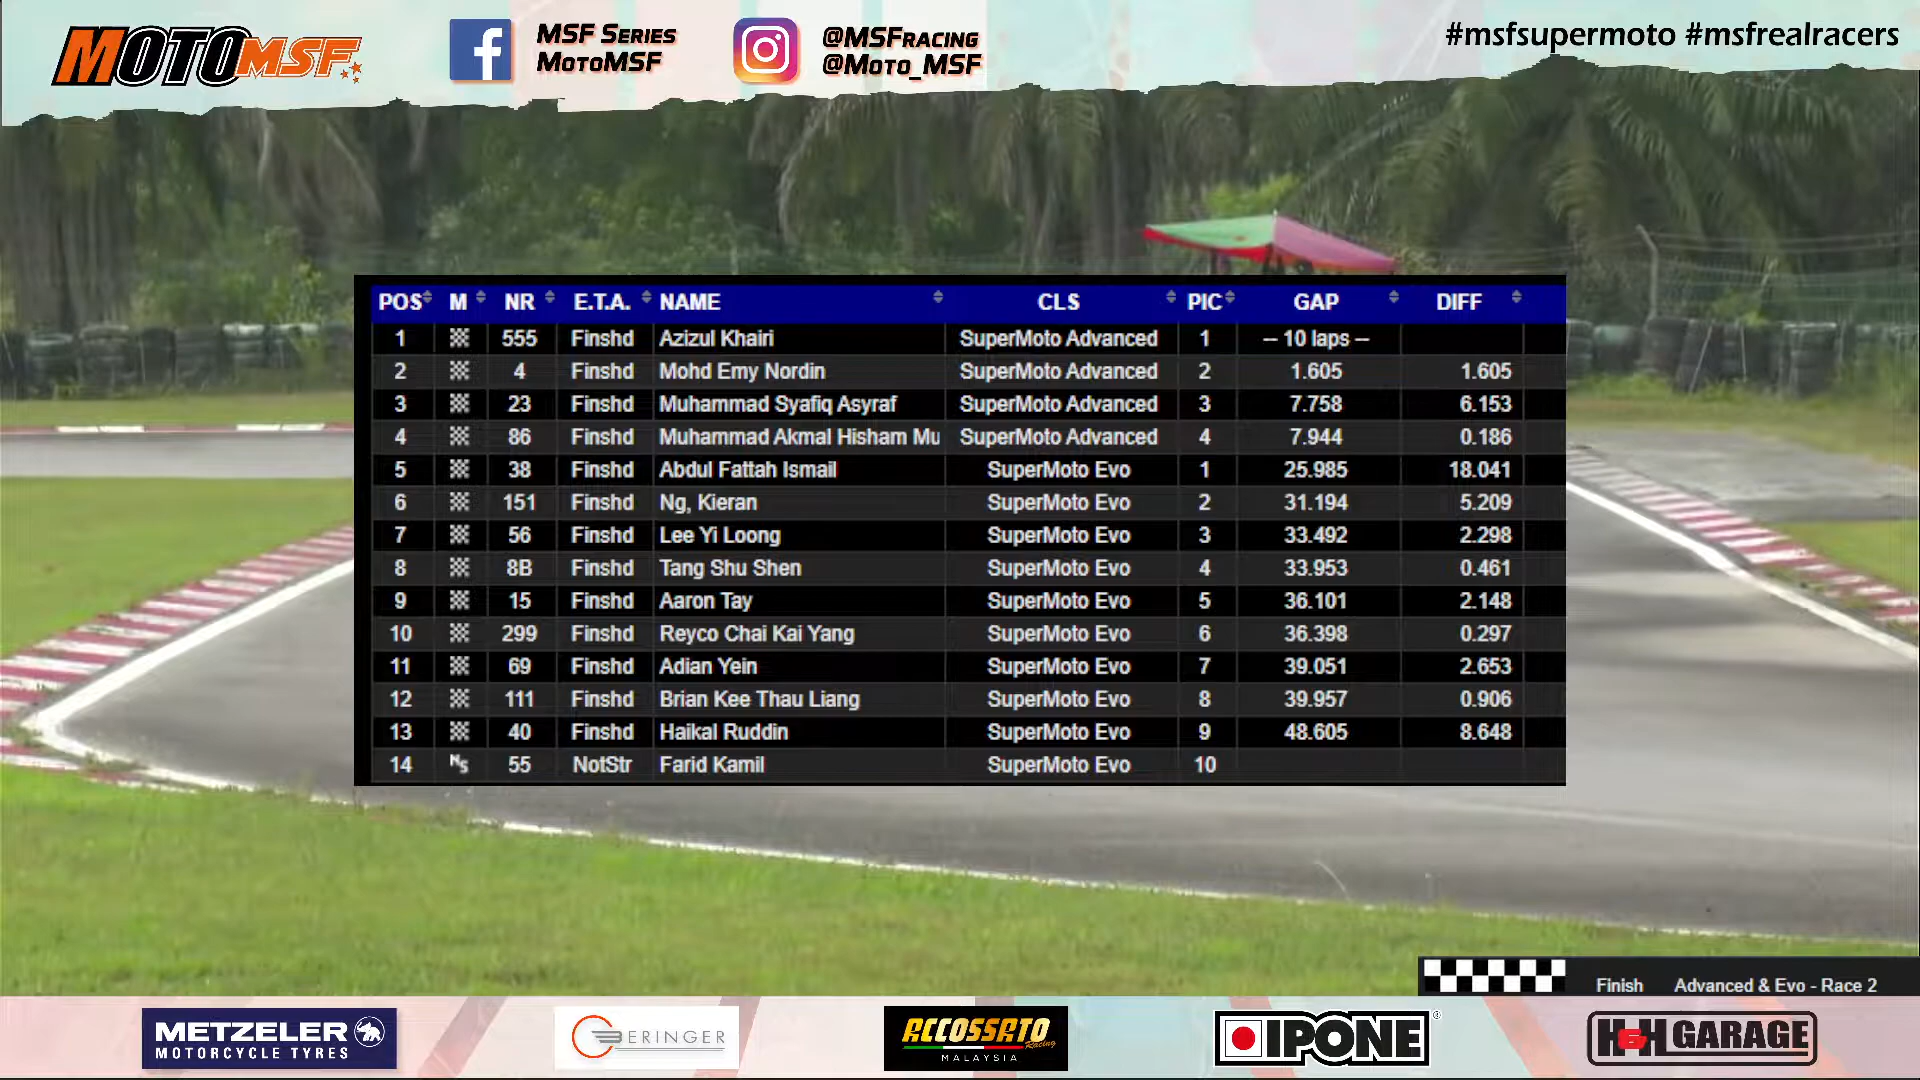 MOTOMSF
MSF SERIES
MOTOMSF
@MSFRACING
@MOTO_MSF
#msfsupermoto #msfrealracers
POS M NR E.T.A. NAME CLS PIC GAP DIFF
1 555 Finshd Azizul Khairi SuperMoto Advanced 1 -- 10 laps --
2 4 Finshd Mohd Emy Nordin SuperMoto Advanced 2 1.605 1.605
3 23 Finshd Muhammad Syafiq Asyraf SuperMoto Advanced 3 7.758 6.153
4 86 Finshd Muhammad Akmal Hisham Mu SuperMoto Advanced 4 7.944 0.186
5 38 Finshd Abdul Fattah Ismail SuperMoto Evo 1 25.985 18.041
6 151 Finshd Ng, Kieran SuperMoto Evo 2 31.194 5.209
7 56 Finshd Lee Yi Loong SuperMoto Evo 3 33.492 2.298
8 8B Finshd Tang Shu Shen SuperMoto Evo 4 33.953 0.461
9 15 Finshd Aaron Tay SuperMoto Evo 5 36.101 2.148
10 299 Finshd Reyco Chai Kai Yang SuperMoto Evo 6 36.398 0.297
11 69 Finshd Adian Yein SuperMoto Evo 7 39.051 2.653
12 111 Finshd Brian Kee Thau Liang SuperMoto Evo 8 39.957 0.906
13 40 Finshd Haikal Ruddin SuperMoto Evo 9 48.605 8.648
14 NS 55 NotStr Farid Kamil SuperMoto Evo 10
Finish Advanced & Evo - Race 2
METZELER
MOTORCYCLE TYRES
BERINGER
ACCOSSATO
Racing
MALAYSIA
IPONE®
H&H GARAGE